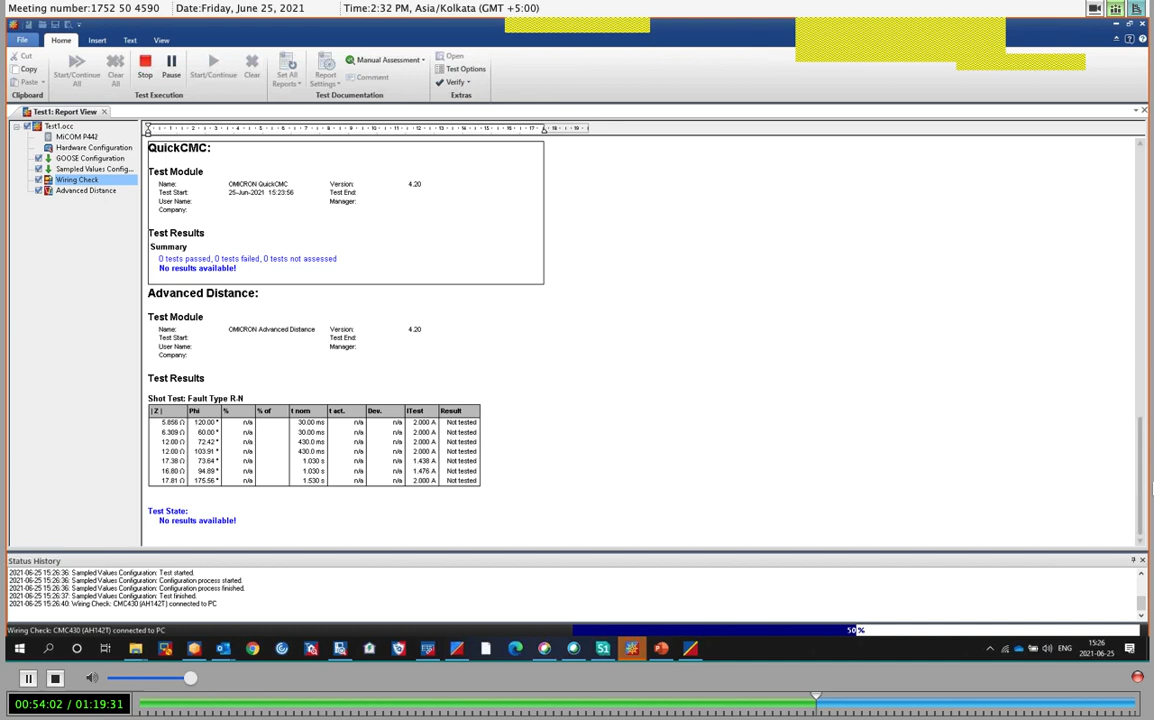 Meeting number:1752 50 4590 Date:Friday, June 25, 2021 Time:2:32 PM, Asia/Kolkata (GMT +5:00)
File Home Insert Text View
Cut
Copy
Paste
Clipboard
Start/Continue All
Clear All
Stop
Pause
Start/Continue
Clear
Test Execution
Set All Reports
Report Settings
Manual Assessment
Comment
Test Documentation
Open
Test Options
Verify
Extras
Test1: Report View
Test1.occ
MiCOM P442
Hardware Configuration
GOOSE Configuration
Sampled Values Config...
Wiring Check
Advanced Distance
QuickCMC:
Test Module
Name: OMICRON QuickCMC Version: 4.20
Test Start: 25-Jun-2021 15:23:56 Test End:
User Name: Manager:
Company:
Test Results
Summary
0 tests passed, 0 tests failed, 0 tests not assessed
No results available!
Advanced Distance:
Test Module
Name: OMICRON Advanced Distance Version: 4.20
Test Start: Test End:
User Name: Manager:
Company:
Test Results
Shot Test: Fault Type R-N
| Z | Phi % % of t nom t act. Dev. ITest Result
5.856 Ω 120.00 ° n/a 30.00 ms n/a n/a 2.000 A Not tested
6.309 Ω 60.00 ° n/a 30.00 ms n/a n/a 2.000 A Not tested
12.00 Ω 72.42 ° n/a 430.0 ms n/a n/a 2.000 A Not tested
12.00 Ω 103.91 ° n/a 430.0 ms n/a n/a 2.000 A Not tested
17.38 Ω 73.64 ° n/a 1.030 s n/a n/a 1.438 A Not tested
16.80 Ω 94.89 ° n/a 1.030 s n/a n/a 1.476 A Not tested
17.81 Ω 175.56 ° n/a 1.530 s n/a n/a 2.000 A Not tested
Test State:
No results available!
Status History
2021-06-25 15:26:36: Sampled Values Configuration: Test started.
2021-06-25 15:26:36: Sampled Values Configuration: Configuration process started.
2021-06-25 15:26:36: Sampled Values Configuration: Configuration process finished.
2021-06-25 15:26:37: Sampled Values Configuration: Test finished.
2021-06-25 15:26:40: Wiring Check: CMC430 (AH142T) connected to PC
Wiring Check: CMC430 (AH142T) connected to PC 50 %
ENG 15:26
2021-06-25
00:54:02 / 01:19:31